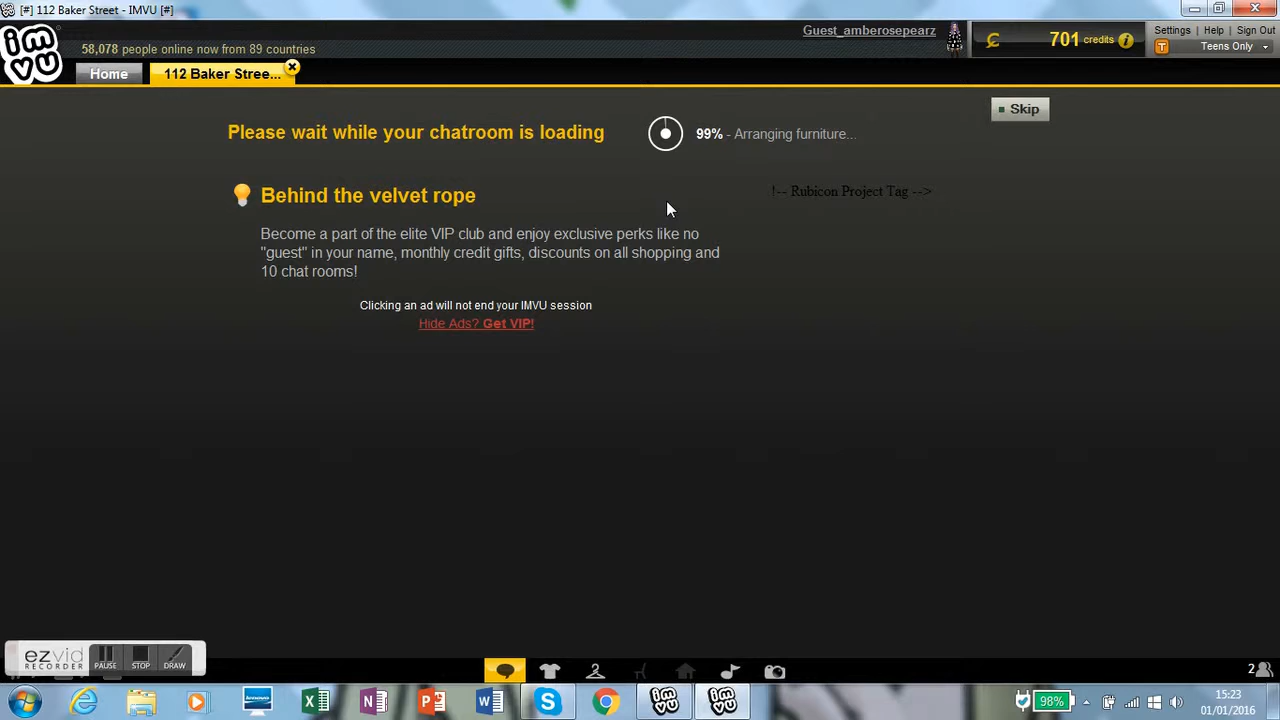 [#] 112 Baker Street - IMVU [#]
imvu
58,078 people online now from 89 countries
Guest_amberosepearz
701 credits i
Settings | Help | Sign Out
T Teens Only
Home
112 Baker Stree...
Skip
Please wait while your chatroom is loading
99% - Arranging furniture...
Behind the velvet rope
!-- Rubicon Project Tag -->
Become a part of the elite VIP club and enjoy exclusive perks like no
"guest" in your name, monthly credit gifts, discounts on all shopping and
10 chat rooms!
Clicking an ad will not end your IMVU session
Hide Ads? Get VIP!
ezvid
RECORDER
PAUSE
STOP
DRAW
2
98%
15:23
01/01/2016